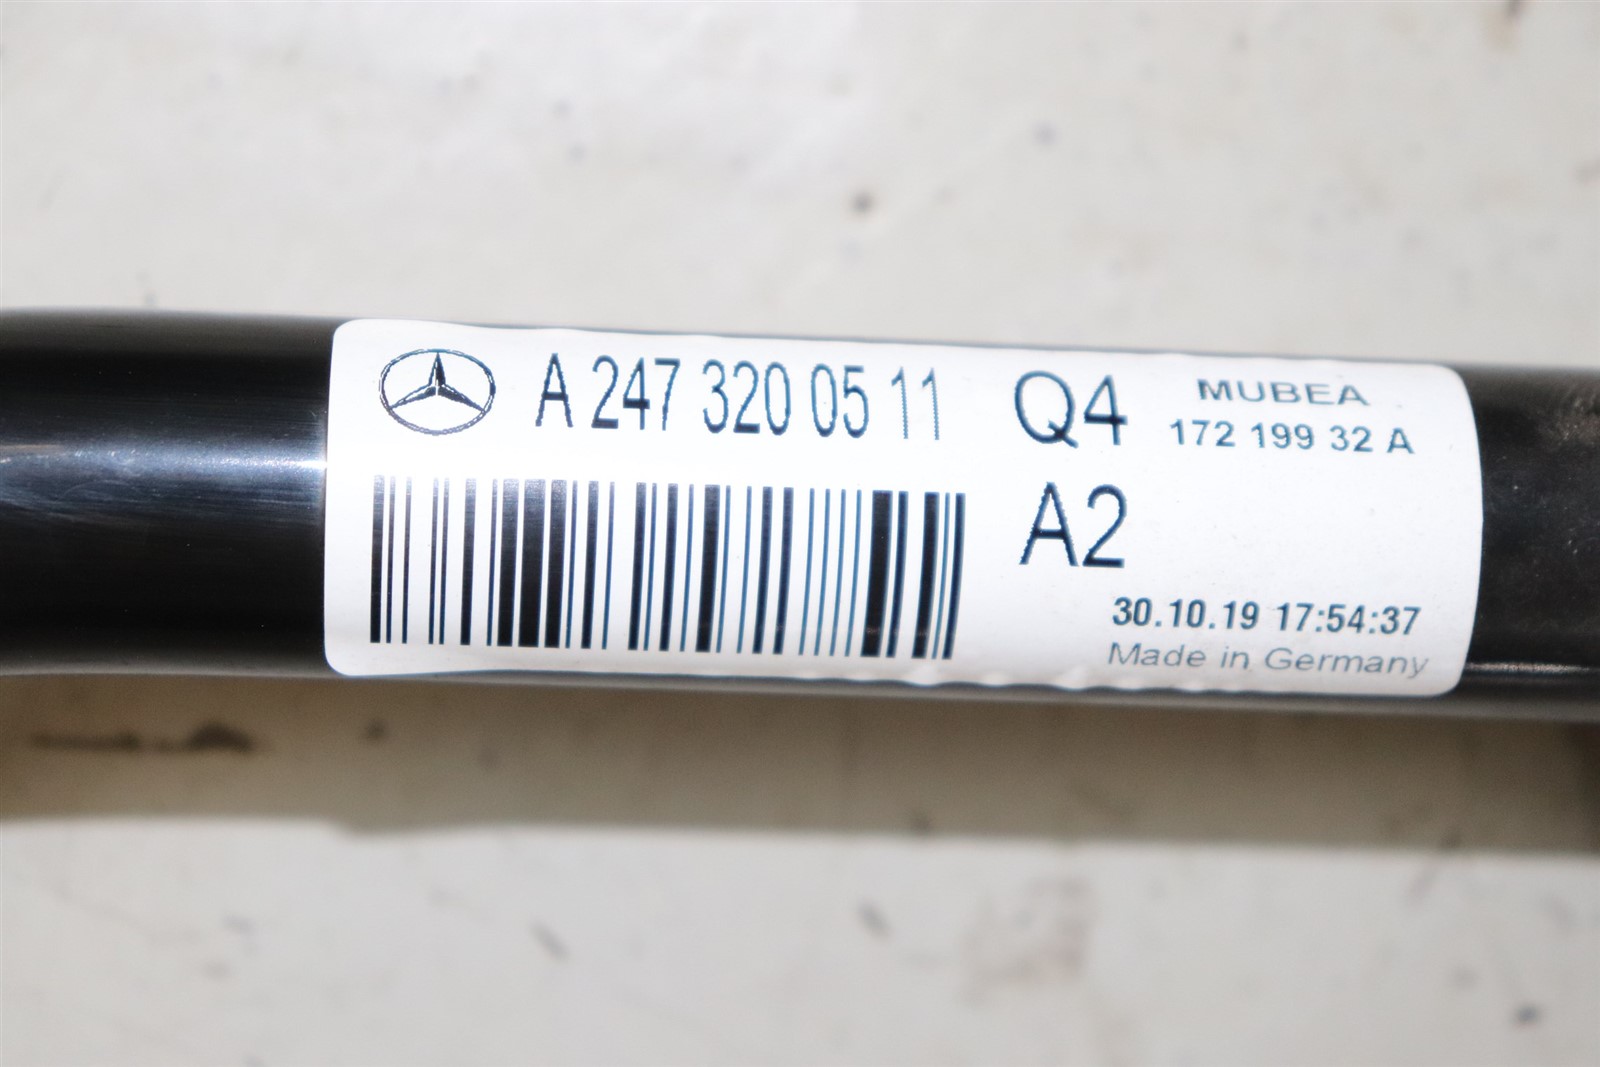 A 247 320 05 11 Q4
MUBEA
172 199 32 A
A2
30.10.19 17:54:37
Made in Germany